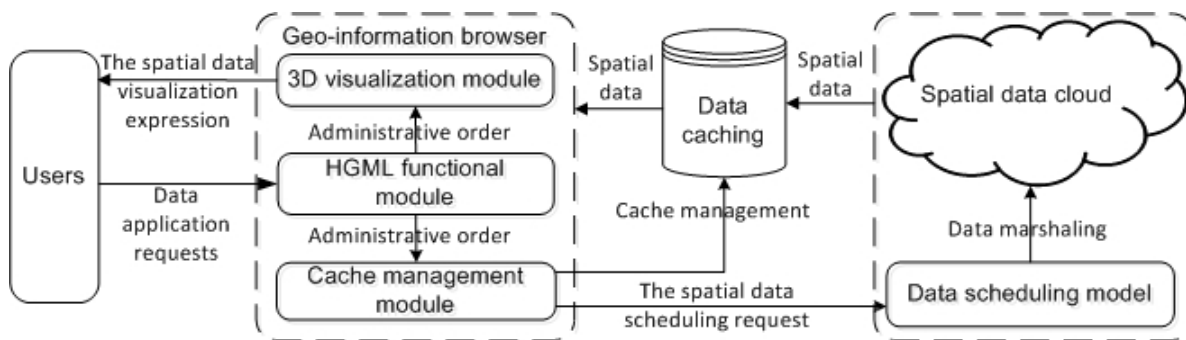 Geo-information browser
The spatial data
visualization
expression
3D visualization module
Spatial
data
Data
caching
Spatial
data
Spatial data cloud
Administrative order
Users
HGML functional
module
Data
application
requests
Cache management
Administrative order
Data marshaling
Cache management
module
The spatial data
scheduling request
Data scheduling model